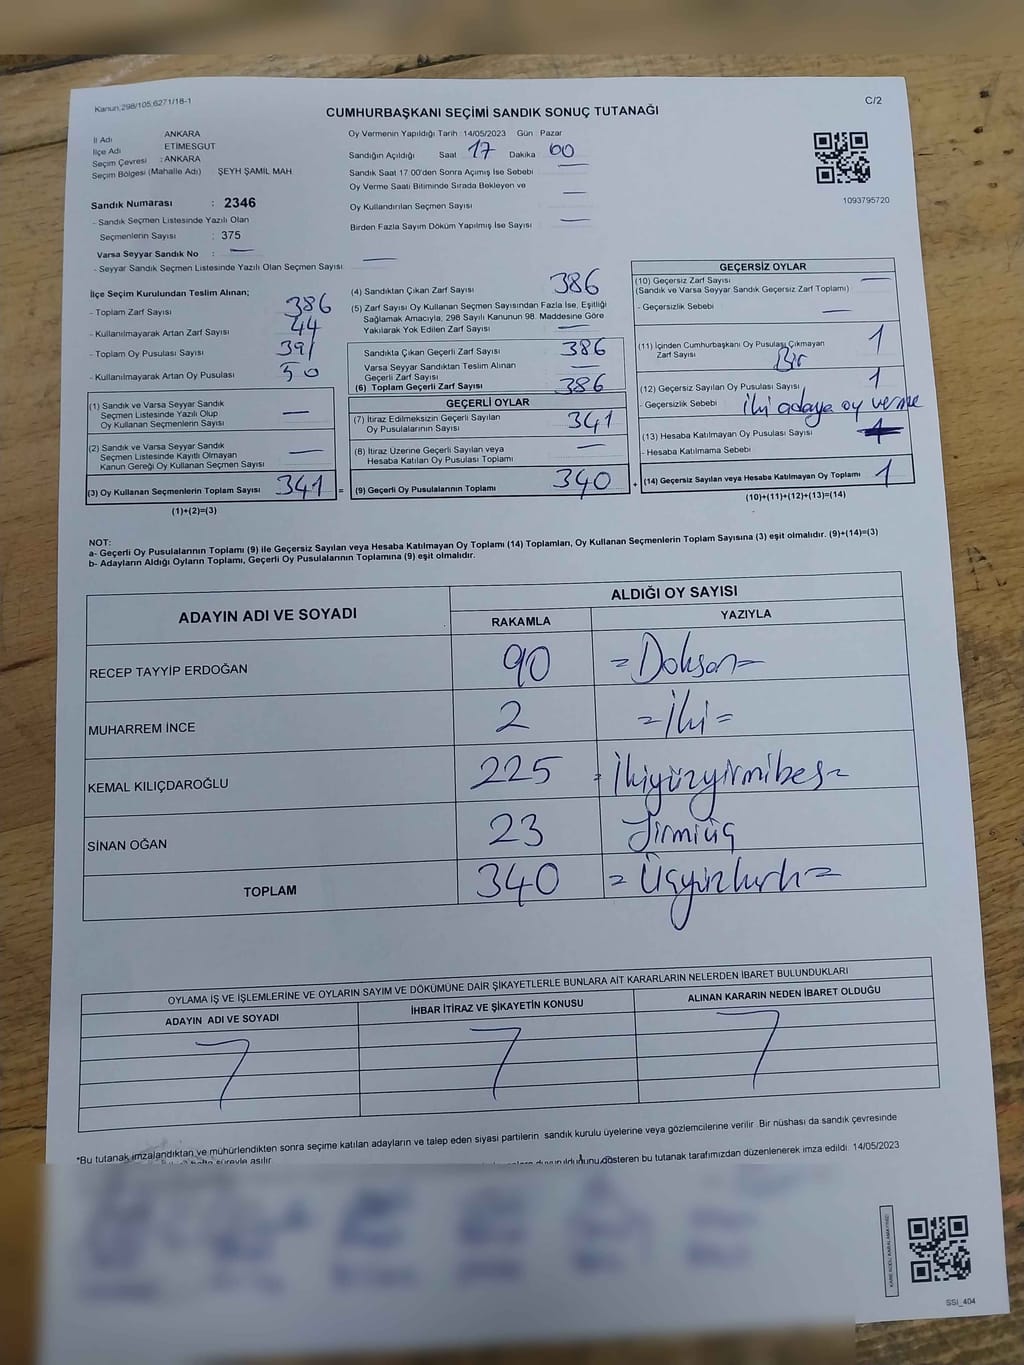 Kanun;298/105;6271/18-1
C/2
CUMHURBAŞKANI SEÇİMİ SANDIK SONUÇ TUTANAĞI
İl Adı ANKARA
İlçe Adı ETİMESGUT
Seçim Çevresi : ANKARA
Seçim Bölgesi (Mahalle Adı) ŞEYH ŞAMİL MAH.
Sandık Numarası : 2346
- Sandık Seçmen Listesinde Yazılı Olan
Seçmenlerin Sayısı : 375
Varsa Seyyar Sandık No : —
- Seyyar Sandık Seçmen Listesinde Yazılı Olan Seçmen Sayısı: —
Oy Vermenin Yapıldığı Tarih 14/05/2023 Gün Pazar
Sandığın Açıldığı Saat 17 Dakika 00
Sandık Saat 17.00'den Sonra Açımış İse Sebebi —
Oy Verme Saati Bitiminde Sırada Bekleyen ve
Oy Kullandırılan Seçmen Sayısı —
Birden Fazla Sayım Döküm Yapılmış İse Sayısı —
1093795720
İlçe Seçim Kurulundan Teslim Alınan;
- Toplam Zarf Sayısı 386
- Kullanılmayarak Artan Zarf Sayısı 44
- Toplam Oy Pusulası Sayısı 391
- Kullanılmayarak Artan Oy Pusulası 50
(1) Sandık ve Varsa Seyyar Sandık
Seçmen Listesinde Yazılı Olup
Oy Kullanan Seçmenlerin Sayısı —
(2) Sandık ve Varsa Seyyar Sandık
Seçmen Listesinde Kayıtlı Olmayan
Kanun Gereği Oy Kullanan Seçmen Sayısı —
(3) Oy Kullanan Seçmenlerin Toplam Sayısı 341 =
(1)+(2)=(3)
(4) Sandıktan Çıkan Zarf Sayısı 386
(5) Zarf Sayısı Oy Kullanan Seçmen Sayısından Fazla İse, Eşitliği
Sağlamak Amacıyla, 298 Sayılı Kanunun 98. Maddesine Göre
Yakılarak Yok Edilen Zarf Sayısı —
Sandıkta Çıkan Geçerli Zarf Sayısı 386
Varsa Seyyar Sandıktan Teslim Alınan
Geçerli Zarf Sayısı —
(6) Toplam Geçerli Zarf Sayısı 386
GEÇERLİ OYLAR
(7) İtiraz Edilmeksizin Geçerli Sayılan
Oy Pusulalarının Sayısı 341
(8) İtiraz Üzerine Geçerli Sayılan veya
Hesaba Katılan Oy Pusulası Toplamı —
(9) Geçerli Oy Pusulalarının Toplamı 340 +
GEÇERSİZ OYLAR
(10) Geçersiz Zarf Sayısı —
(Sandık ve Varsa Seyyar Sandık Geçersiz Zarf Toplamı)
- Geçersizlik Sebebi —
(11) İçinden Cumhurbaşkanı Oy Pusulası Çıkmayan
Zarf Sayısı 1
Bir
(12) Geçersiz Sayılan Oy Pusulası Sayısı 1
- Geçersizlik Sebebi İki adaya oy verme
(13) Hesaba Katılmayan Oy Pusulası Sayısı
- Hesaba Katılmama Sebebi
(14) Geçersiz Sayılan veya Hesaba Katılmayan Oy Toplamı 1
(10)+(11)+(12)+(13)=(14)
NOT:
a- Geçerli Oy Pusulalarının Toplamı (9) ile Geçersiz Sayılan veya Hesaba Katılmayan Oy Toplamı (14) Toplamları, Oy Kullanan Seçmenlerin Toplam Sayısına (3) eşit olmalıdır. (9)+(14)=(3)
b- Adayların Aldığı Oyların Toplamı, Geçerli Oy Pusulalarının Toplamına (9) eşit olmalıdır.
ADAYIN ADI VE SOYADI
ALDIĞI OY SAYISI
RAKAMLA YAZIYLA
RECEP TAYYİP ERDOĞAN 90 = Doksan =
MUHARREM İNCE 2 = İki =
KEMAL KILIÇDAROĞLU 225 = İkiyüzyirmibeş =
SİNAN OĞAN 23 Yirmiüç
TOPLAM 340 = Üçyüzkırk =
OYLAMA İŞ VE İŞLEMLERİNE VE OYLARIN SAYIM VE DÖKÜMÜNE DAİR ŞİKAYETLERLE BUNLARA AİT KARARLARIN NELERDEN İBARET BULUNDUKLARI
ADAYIN ADI VE SOYADI İHBAR İTİRAZ VE ŞİKAYETİN KONUSU ALINAN KARARIN NEDEN İBARET OLDUĞU
*Bu tutanak imzalandıktan ve mühürlendikten sonra seçime katılan adayların ve talep eden siyasi partilerin sandık kurulu üyelerine veya gözlemcilerine verilir. Bir nüshası da sandık çevresinde
süreyle asılır. duyurulduğunu gösteren bu tutanak tarafımızdan düzenlenerek imza edildi. 14/05/2023
KARE KODU KARALAMAYINIZ!
SSI_404